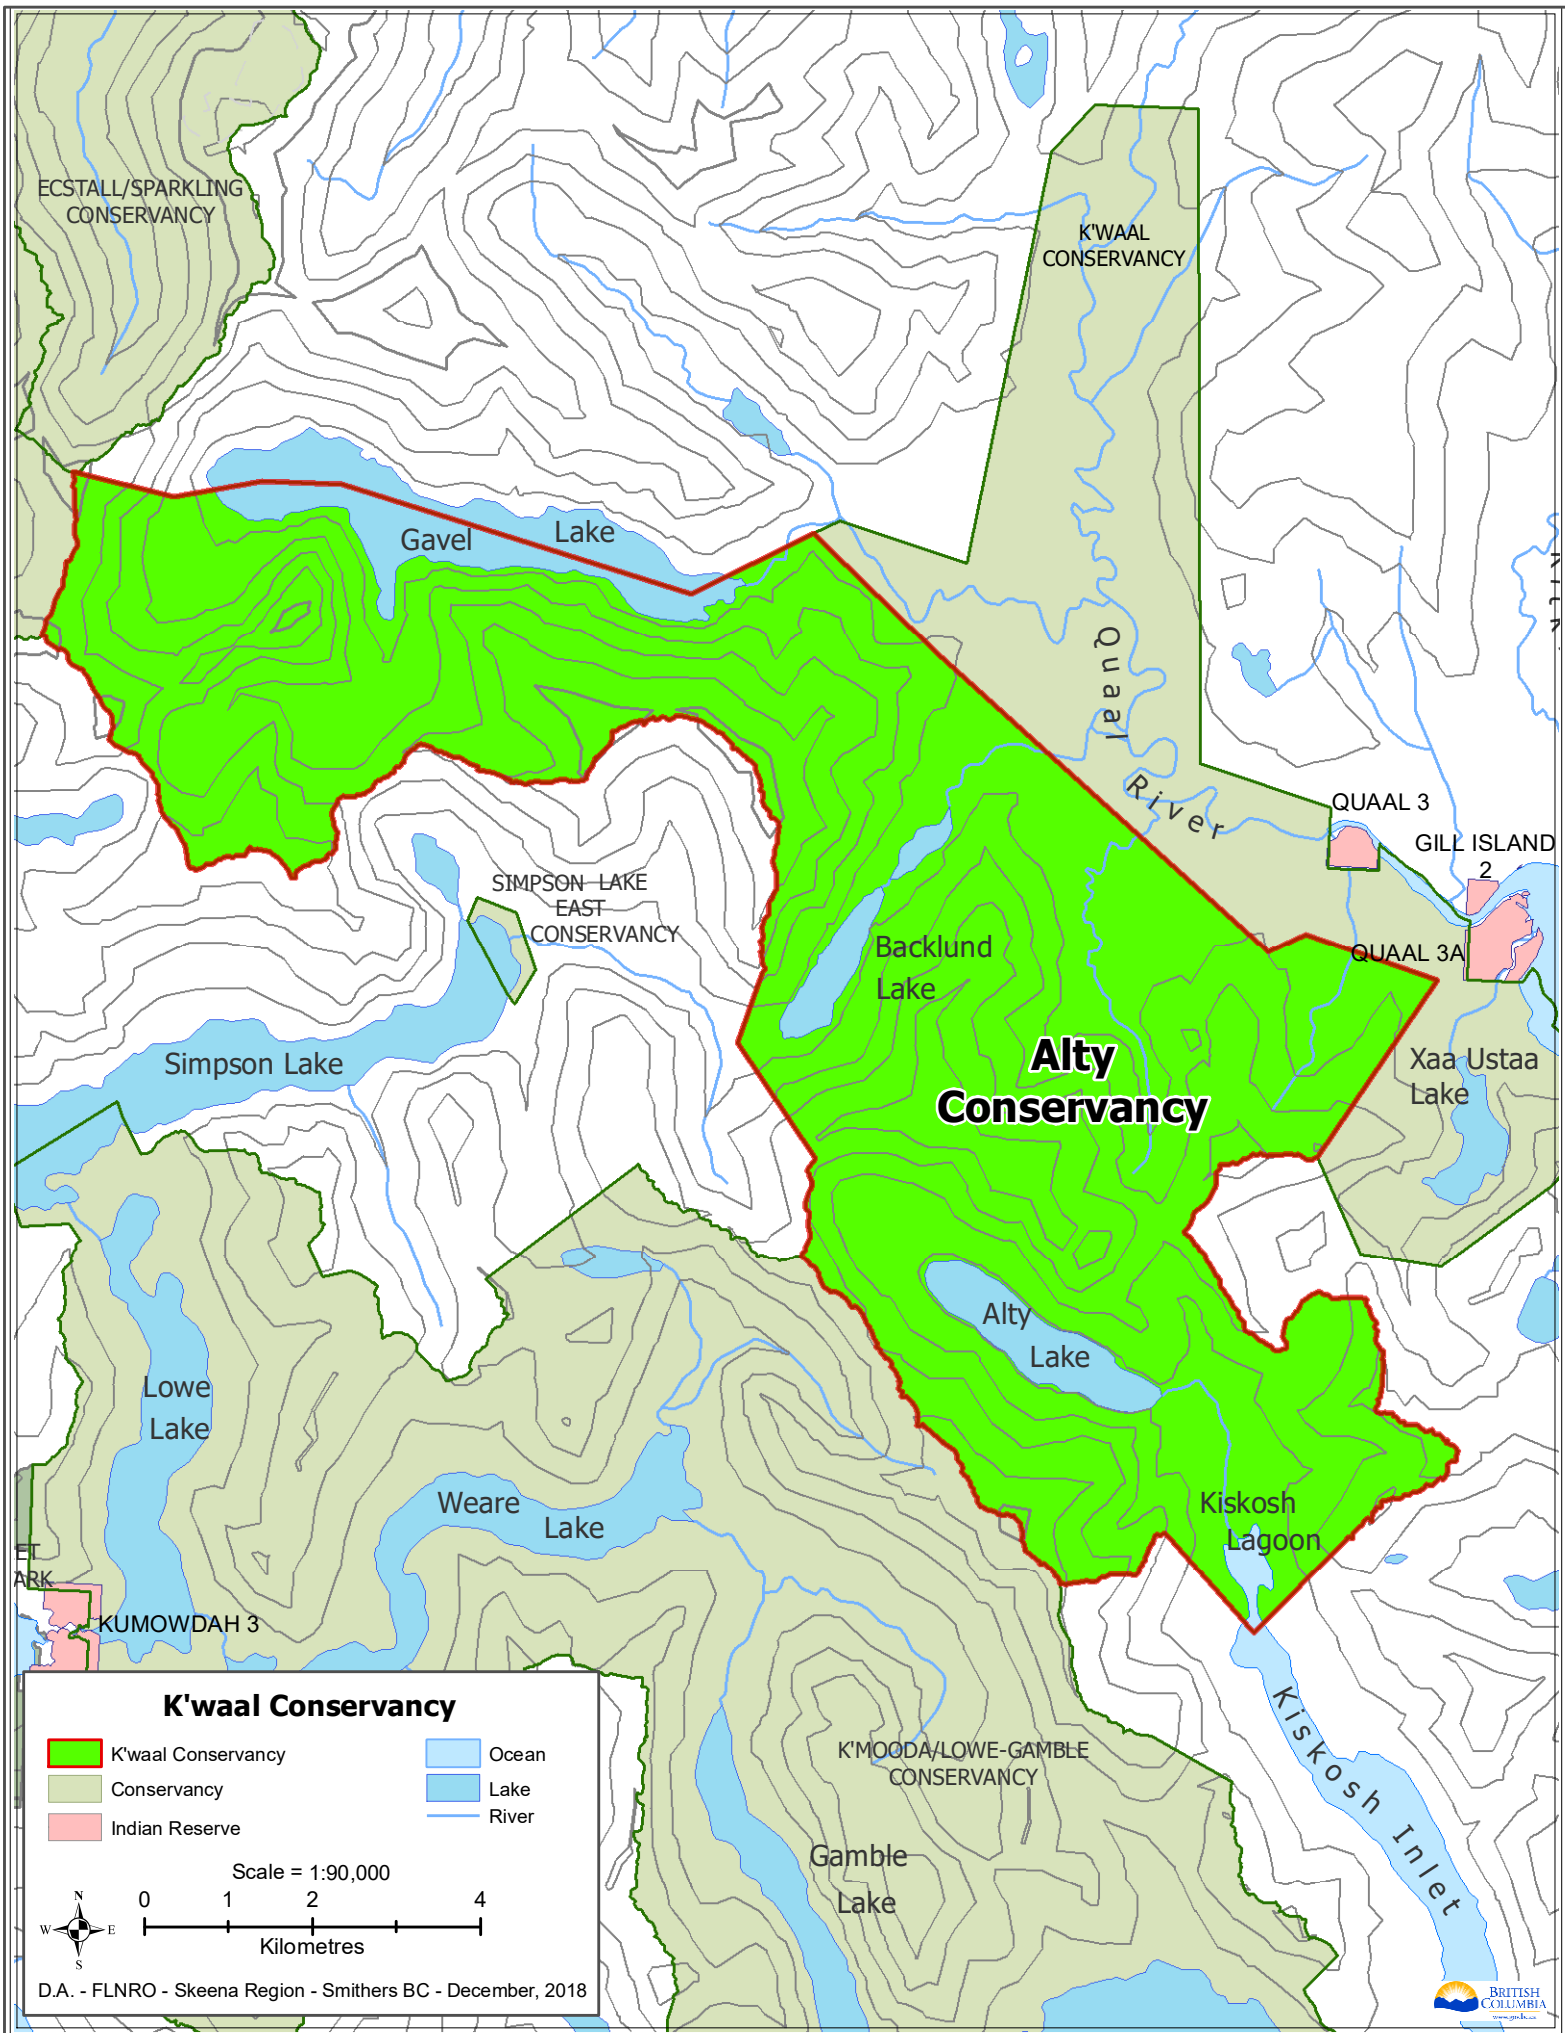 ECSTALL/SPARKLING
CONSERVANCY
K'WAAL
CONSERVANCY
Gavel
Lake
Quaal
River
QUAAL 3
GILL ISLAND
2
QUAAL 3A
SIMPSON LAKE
EAST
CONSERVANCY
Backlund
Lake
Simpson Lake
Alty
Conservancy
Xaa Ustaa
Lake
Alty
Lake
Lowe
Lake
Weare
Lake
Kiskosh
Lagoon
ET
ARK
KUMOWDAH 3
Kiskosh Inlet
K'MOODA/LOWE-GAMBLE
CONSERVANCY
Gamble
Lake
K'waal Conservancy
K'waal Conservancy
Conservancy
Indian Reserve
Ocean
Lake
River
Scale = 1:90,000
N
W E
S
0 1 2 4
Kilometres
D.A. - FLNRO - Skeena Region - Smithers BC - December, 2018
BRITISH
COLUMBIA